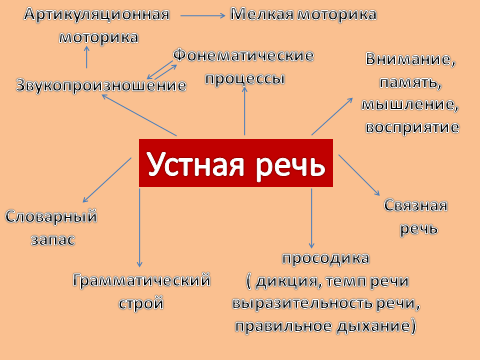 Артикуляционная
моторика
Мелкая моторика
Фонематические
процессы
Звукопроизношение
Внимание,
память,
мышление,
восприятие
Устная речь
Словарный
запас
Связная
речь
Грамматический
строй
просодика
( дикция, темп речи
выразительность речи,
правильное дыхание)